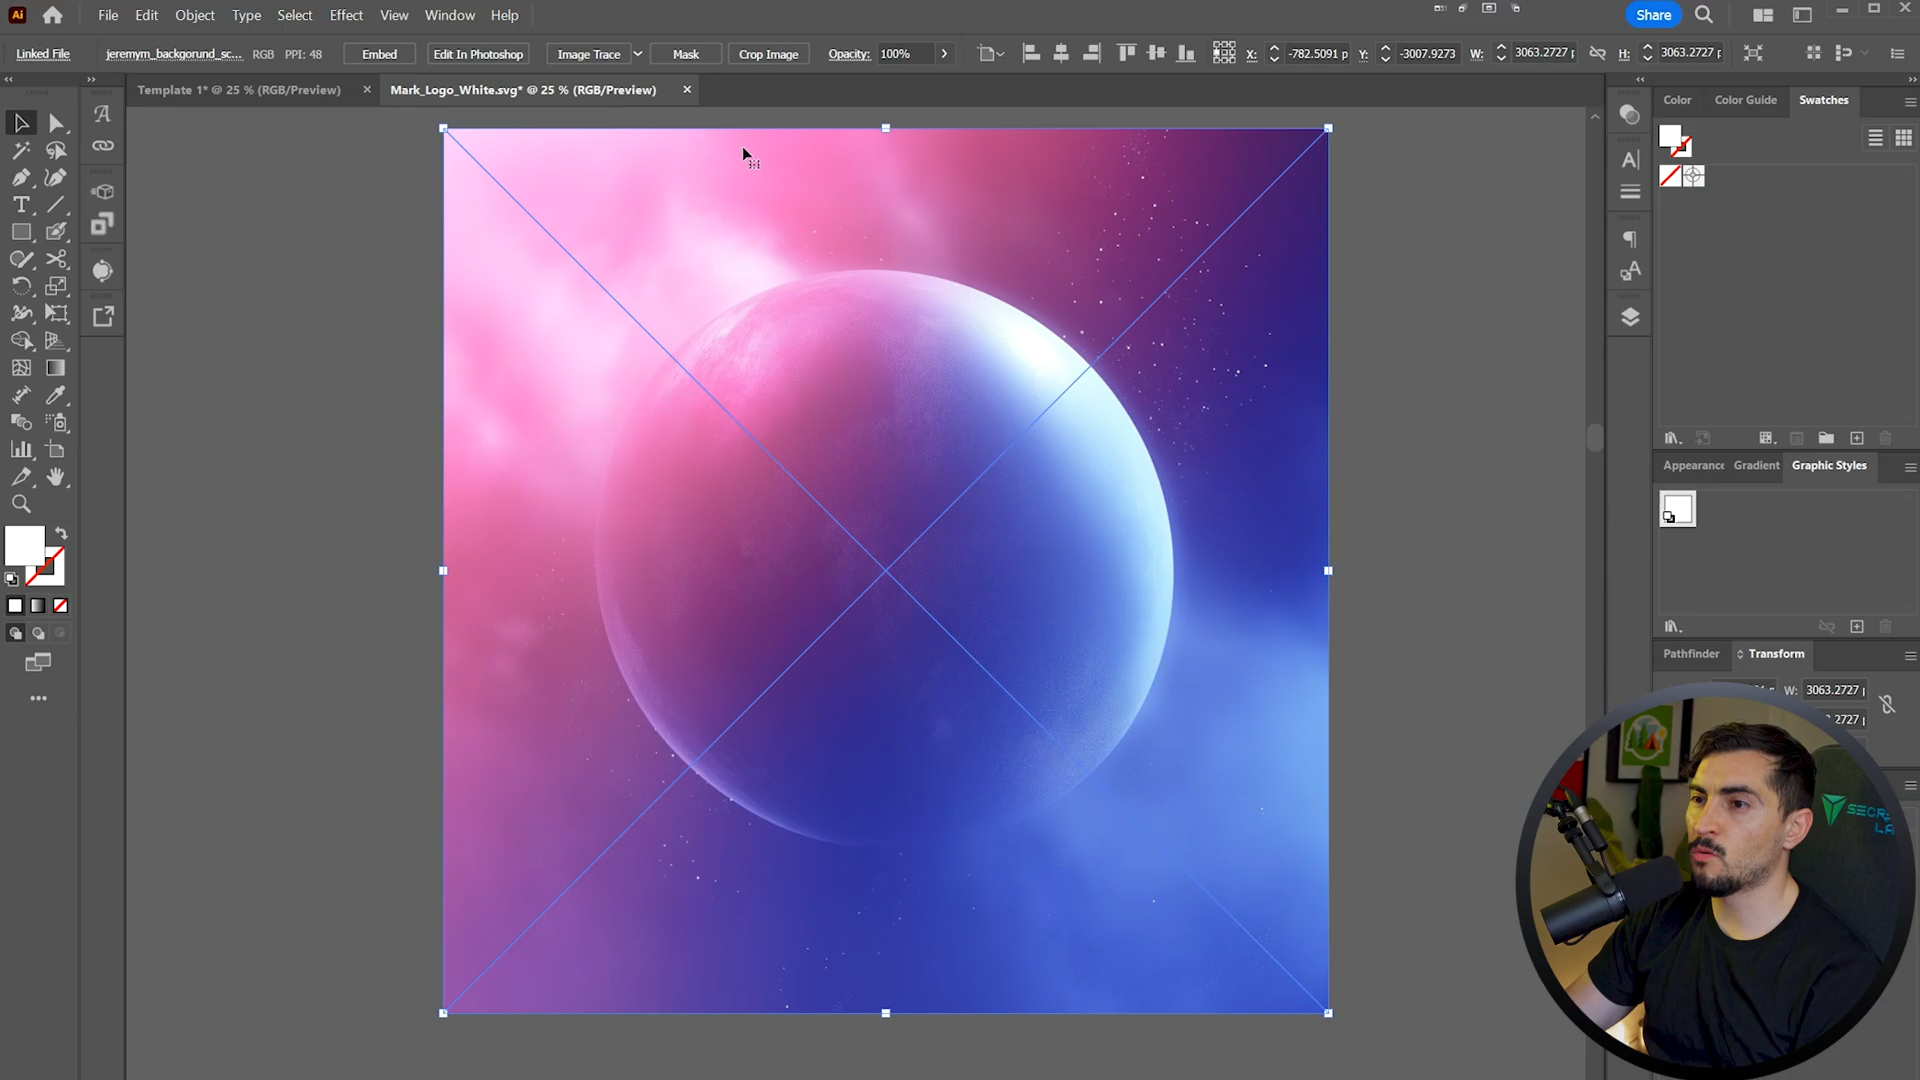 Ai File Edit Object Type Select Effect View Window Help Share
Linked File jeremym_backgorund_sc... RGB PPI: 48 Embed Edit In Photoshop Image Trace Mask Crop Image Opacity: 100% X: -782.5091 p Y: -3007.9273 W: 3063.2727 p H: 3063.2727 p
Template 1* @ 25 % (RGB/Preview) × Mark_Logo_White.svg* @ 25 % (RGB/Preview) ×
Color Color Guide Swatches
Appearance Gradient Graphic Styles
Pathfinder Transform
W: 3063.2727 p
2727 p
SECRE
LA